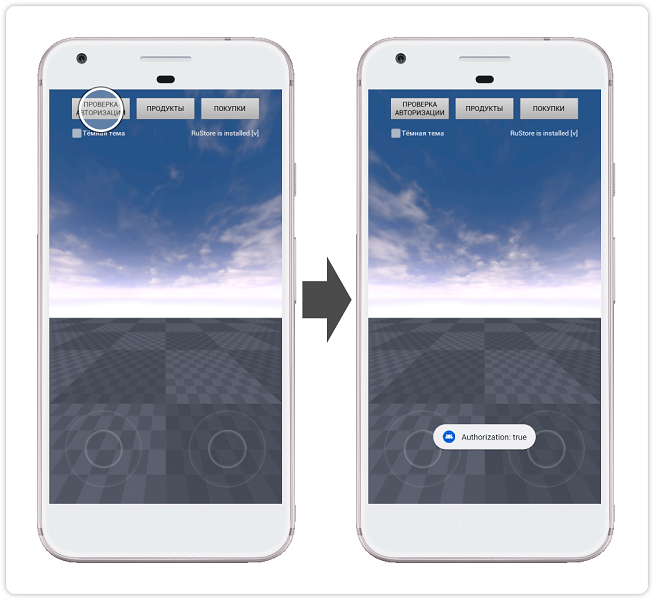 ПРОВЕРКА
АВТОРИЗАЦИИ
ПРОДУКТЫ
ПОКУПКИ
Тёмная тема
RuStore is installed [v]
ПРОВЕРКА
АВТОРИЗАЦИИ
ПРОДУКТЫ
ПОКУПКИ
Тёмная тема
RuStore is installed [v]
Authorization: true